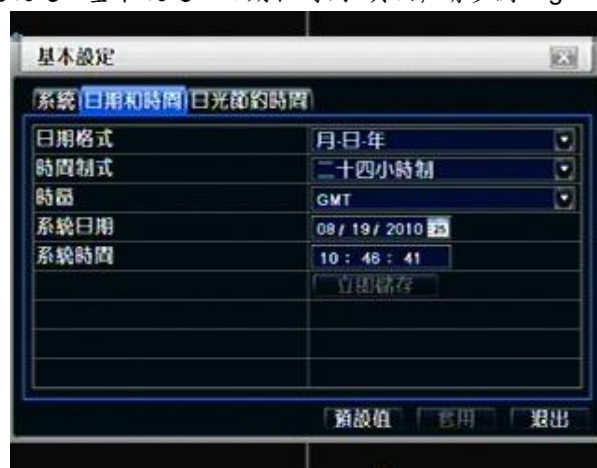 基本設定
系統 日期和時間 日光節約時間
日期格式 月-日-年
時間制式 二十四小時制
時區 GMT
系統日期 08 / 19 / 2010
系統時間 10 : 46 : 41
立即儲存
預設值 套用 退出